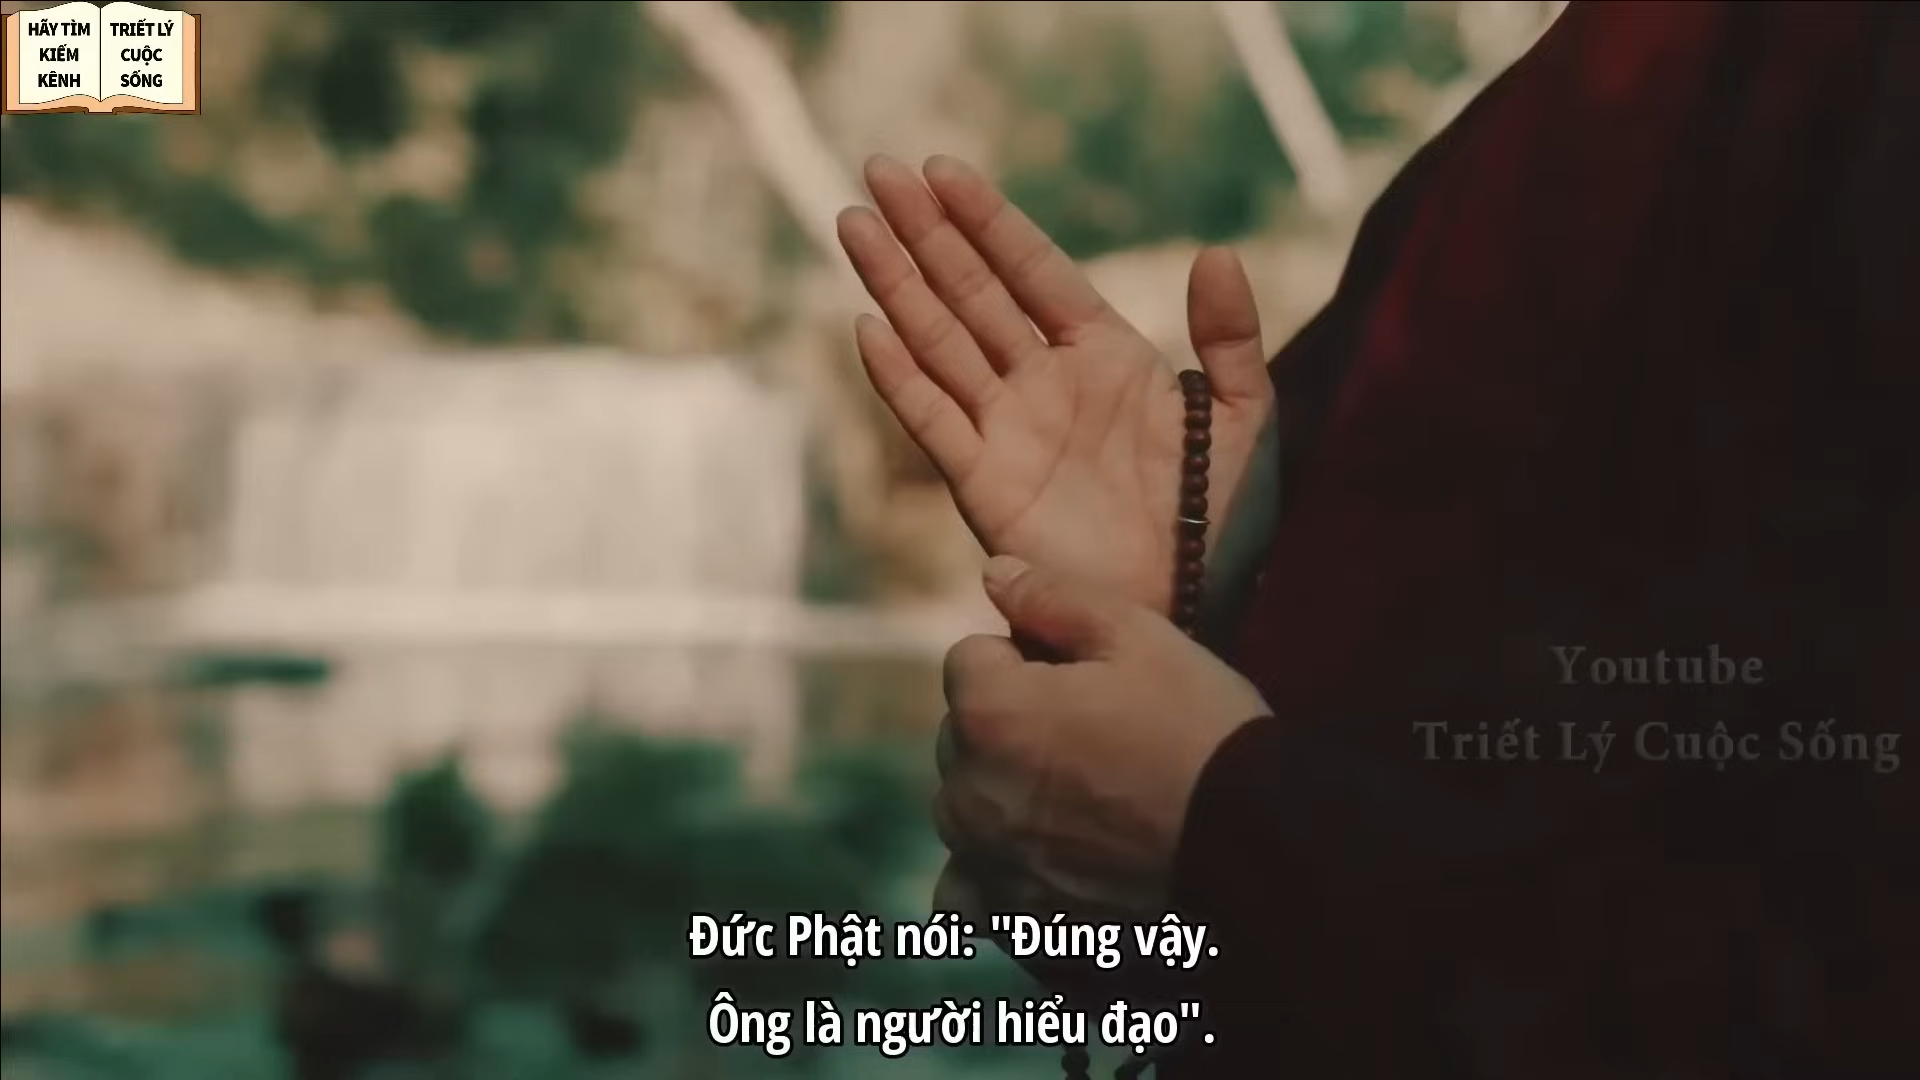 HÃY TÌM
KIẾM
KÊNH
TRIẾT LÝ
CUỘC
SỐNG
Youtube
Triết Lý Cuộc Sống
Đức Phật nói: "Đúng vậy.
Ông là người hiểu đạo".